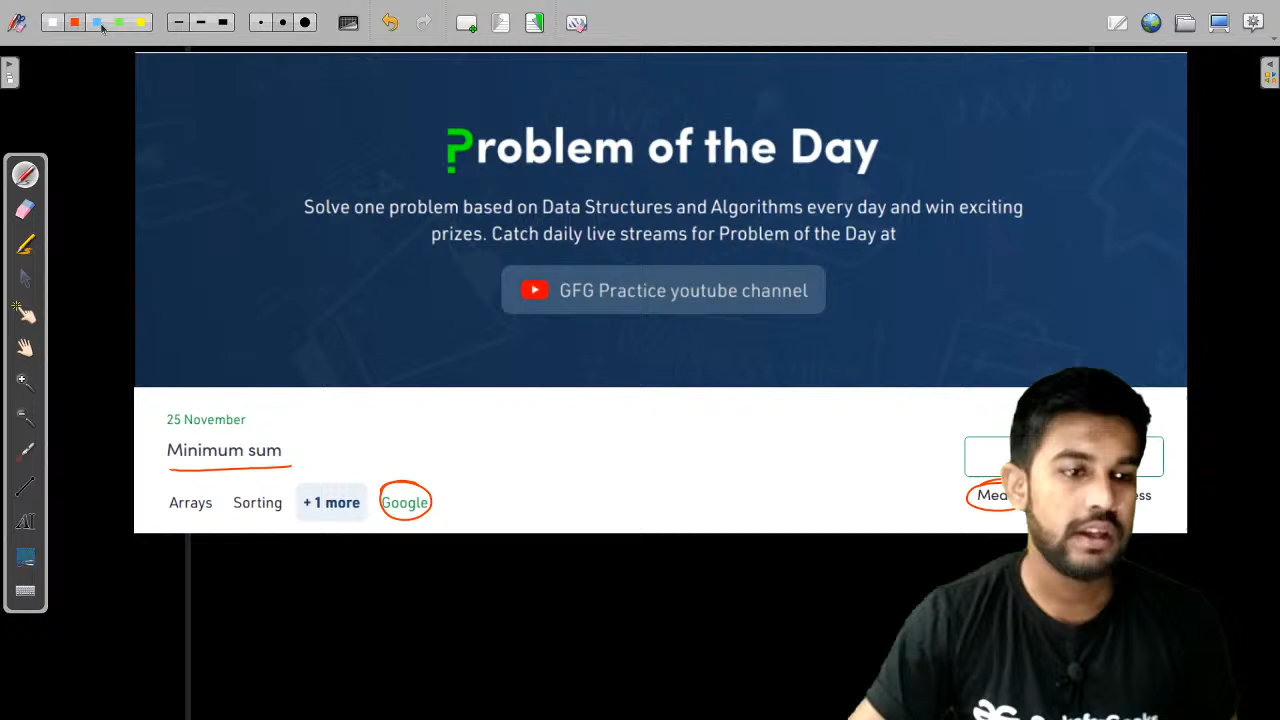 Problem of the Day
Solve one problem based on Data Structures and Algorithms every day and win exciting
prizes. Catch daily live streams for Problem of the Day at
GFG Practice youtube channel
25 November
Minimum sum
Arrays Sorting + 1 more Google